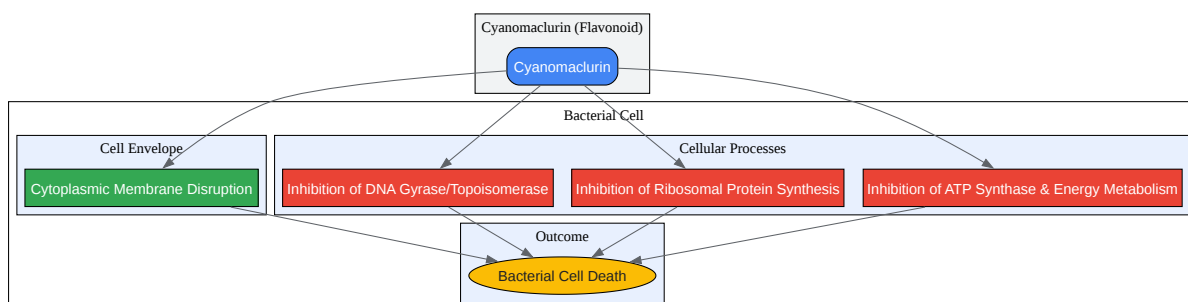 Cyanomaclurin (Flavonoid)
Cyanomaclurin
Bacterial Cell
Cell Envelope
Cellular Processes
Cytoplasmic Membrane Disruption
Inhibition of DNA Gyrase/Topoisomerase
Inhibition of Ribosomal Protein Synthesis
Inhibition of ATP Synthase & Energy Metabolism
Outcome
Bacterial Cell Death